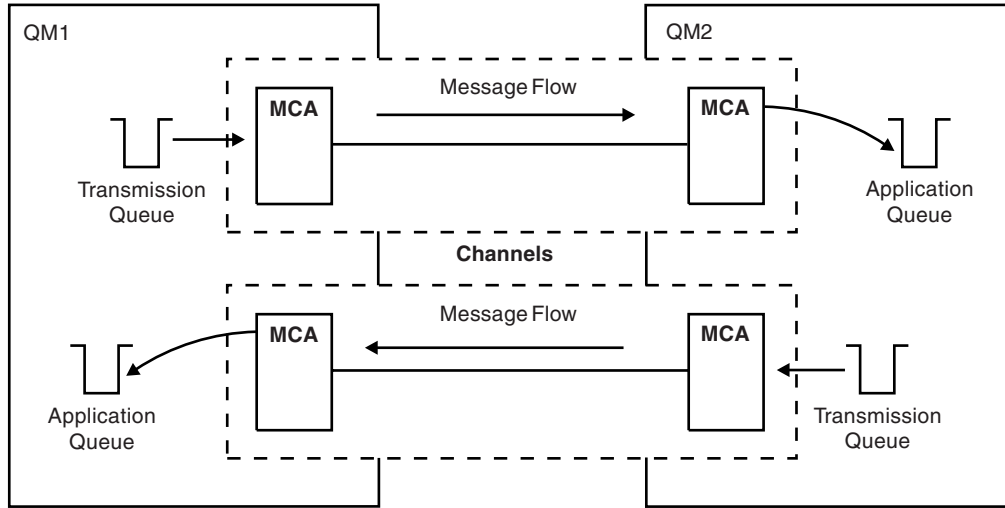 QM1
QM2
Message Flow
MCA
MCA
Transmission
Queue
Application
Queue
Channels
Message Flow
MCA
MCA
Application
Queue
Transmission
Queue